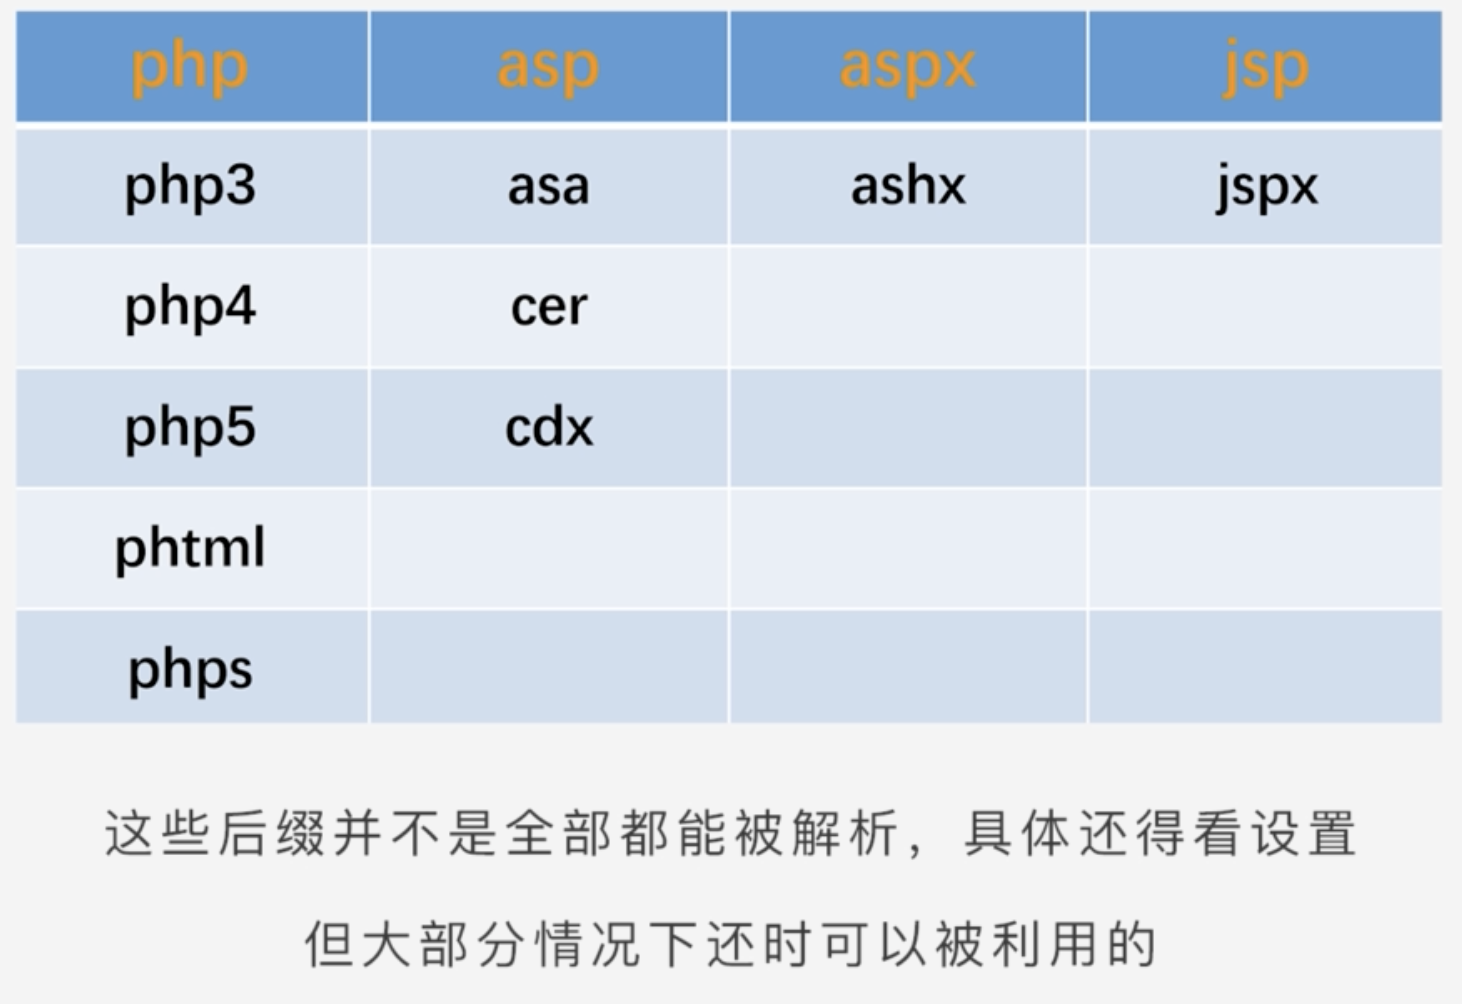 php asp aspx jsp
php3 asa ashx jspx
php4 cer
php5 cdx
phtml
phps
这些后缀并不是全部都能被解析，具体还得看设置
但大部分情况下还时可以被利用的